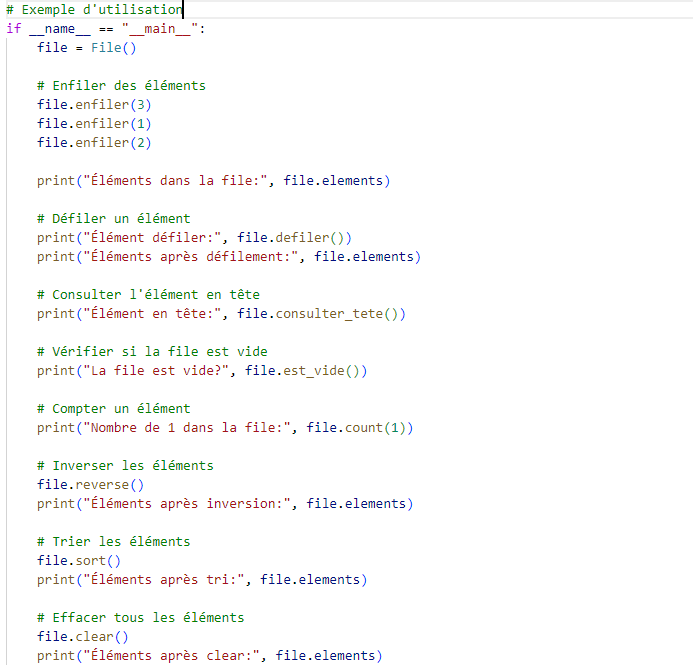 # Exemple d'utilisation
if __name__ == "__main__":
    file = File()
    # Enfiler des éléments
    file.enfiler(3)
    file.enfiler(1)
    file.enfiler(2)
    print("Éléments dans la file:", file.elements)
    # Défiler un élément
    print("Élément défiler:", file.defiler())
    print("Éléments après défilement:", file.elements)
    # Consulter l'élément en tête
    print("Élément en tête:", file.consulter_tete())
    # Vérifier si la file est vide
    print("La file est vide?", file.est_vide())
    # Compter un élément
    print("Nombre de 1 dans la file:", file.count(1))
    # Inverser les éléments
    file.reverse()
    print("Éléments après inversion:", file.elements)
    # Trier les éléments
    file.sort()
    print("Éléments après tri:", file.elements)
    # Effacer tous les éléments
    file.clear()
    print("Éléments après clear:", file.elements)